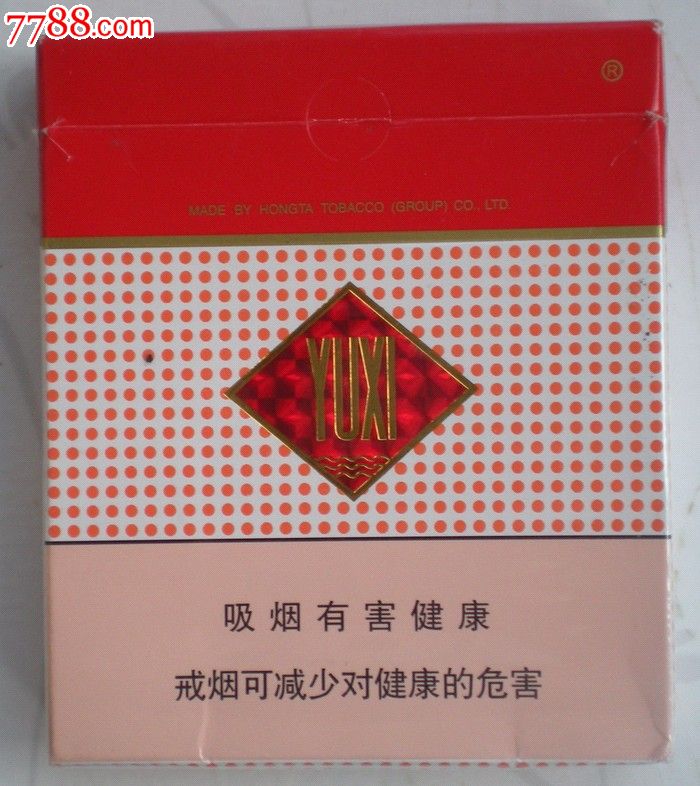 7788.com
®
MADE BY HONGTA TOBACCO (GROUP) CO., LTD.
YUXI
吸烟有害健康
戒烟可减少对健康的危害